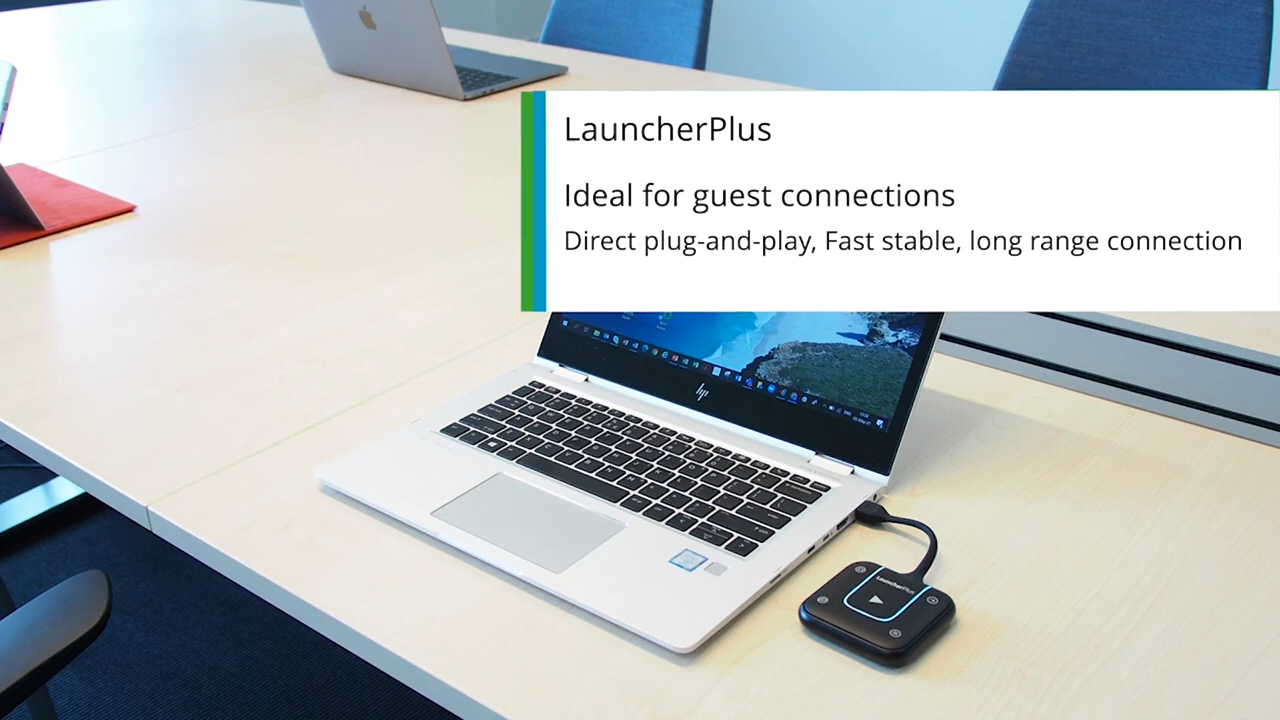 LauncherPlus
Ideal for guest connections
Direct plug-and-play, Fast stable, long range connection
hp
LauncherPlus